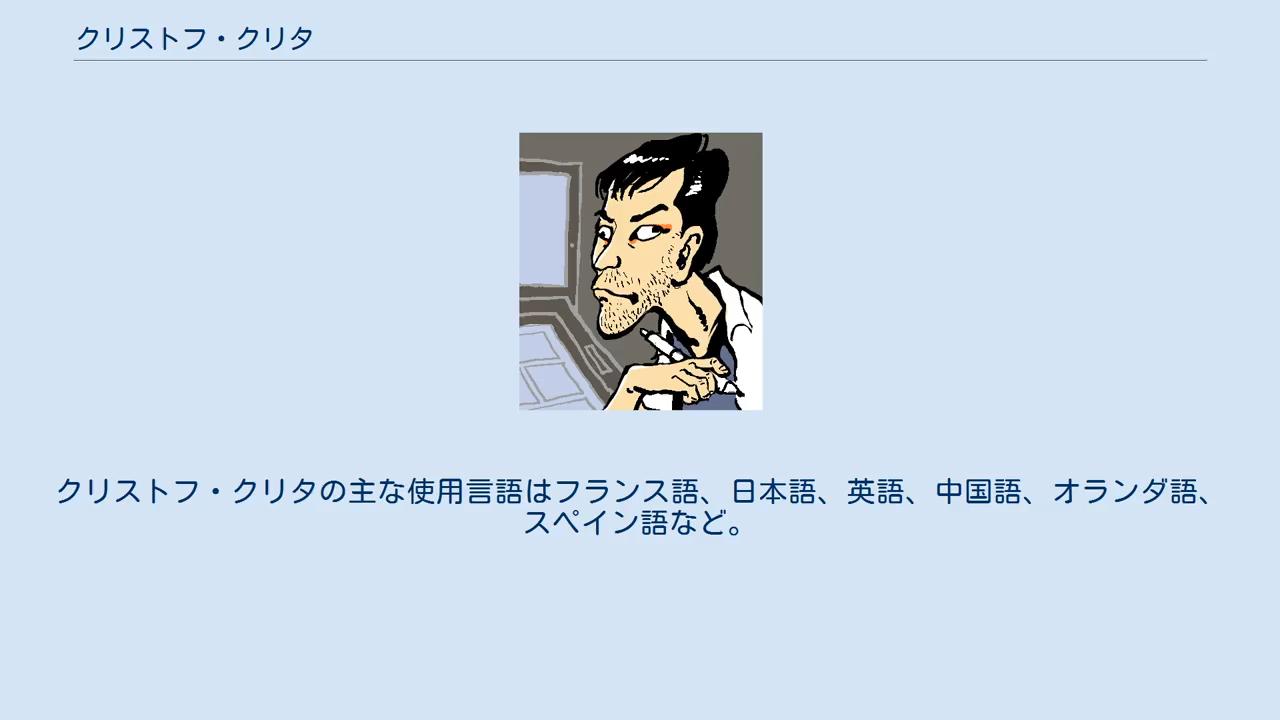 クリストフ・クリタ
クリストフ・クリタの主な使用言語はフランス語、日本語、英語、中国語、オランダ語、
スペイン語など。